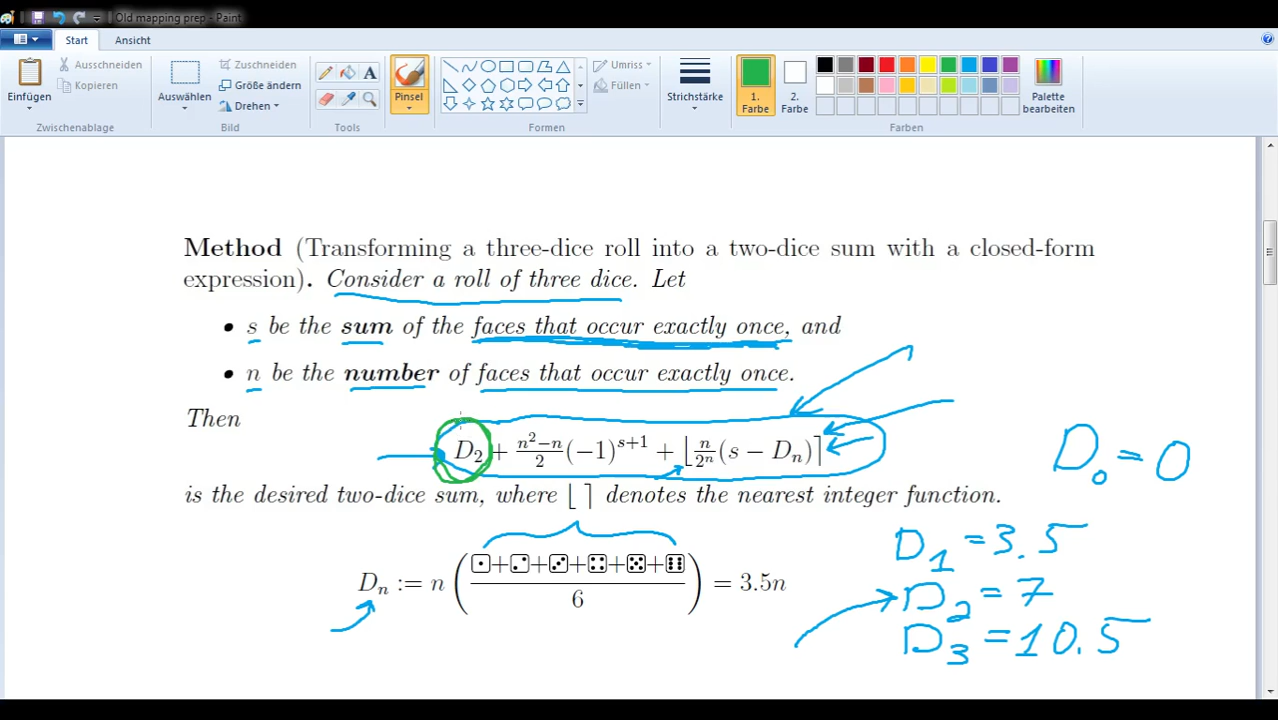 Old mapping prep - Paint
Start Ansicht
Einfügen
Ausschneiden
Kopieren
Zwischenablage
Auswählen
Zuschneiden
Größe ändern
Drehen
Bild
A
Tools
Pinsel
Umriss
Füllen
Formen
Strichstärke
1. Farbe
2. Farbe
Palette bearbeiten
Farben
Method (Transforming a three-dice roll into a two-dice sum with a closed-form
expression). Consider a roll of three dice. Let
• s be the sum of the faces that occur exactly once, and
• n be the number of faces that occur exactly once.
Then
D₂ + (n²−n)/2 (−1)^{s+1} + ⌊n/2ⁿ (s − Dₙ)⌉
D₀ = 0
is the desired two-dice sum, where ⌊ ⌉ denotes the nearest integer function.
D₁ = 3.5
Dₙ := n((⚀+⚁+⚂+⚃+⚄+⚅)/6) = 3.5n
D₂ = 7
D₃ = 10.5